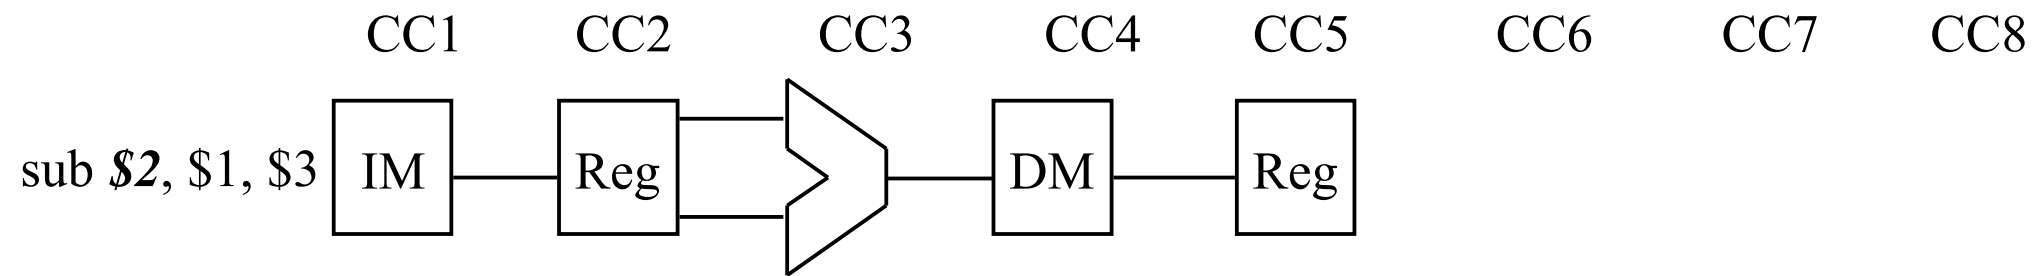 CC1 CC2 CC3 CC4 CC5 CC6 CC7 CC8
sub $2, $1, $3 IM Reg DM Reg